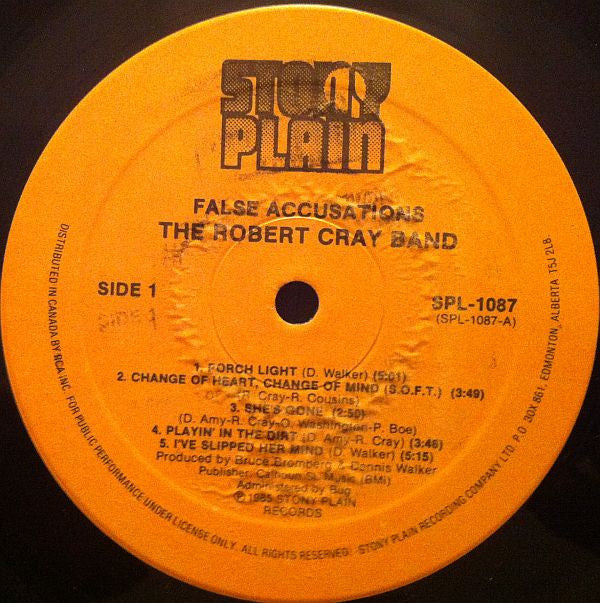 STONY
PLAIN
FALSE ACCUSATIONS
THE ROBERT CRAY BAND
SIDE 1
SIDE 1
SPL-1087
(SPL-1087-A)
1. PORCH LIGHT (D. Walker) (5:01)
2. CHANGE OF HEART, CHANGE OF MIND (S.O.F.T.) (3:49)
(R. Cray-R. Cousins)
3. SHE'S GONE (2:50)
(D. Amy-R. Cray-O. Washington-P. Boe)
4. PLAYIN' IN THE DIRT (D. Amy-R. Cray) (3:46)
5. I'VE SLIPPED HER MIND (D. Walker) (5:15)
Produced by Bruce Bromberg & Dennis Walker
Publisher: Calhoun St. Music (BMI)
Administered by Bug
℗ 1985 STONY PLAIN
RECORDS
DISTRIBUTED IN CANADA BY RCA INC. FOR PUBLIC PERFORMANCE UNDER LICENSE ONLY. ALL RIGHTS RESERVED. STONY PLAIN RECORDING COMPANY LTD. P.O. BOX 861, EDMONTON, ALBERTA T5J 2L8.